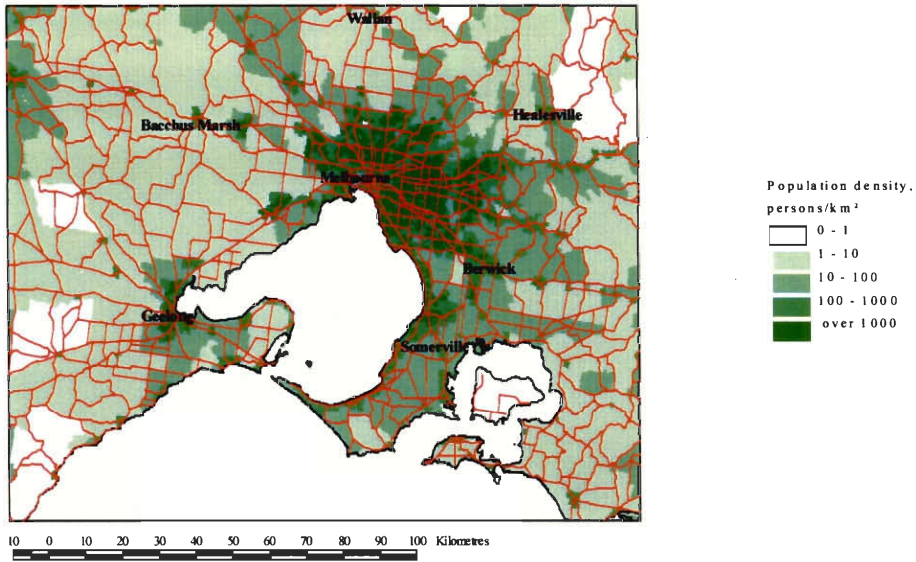 Wallan
Healesville
Bacchus Marsh
Melbourne
Berwick
Geelong
Somerville
Population density,
persons/km²
0 - 1
1 - 10
10 - 100
100 - 1000
over 1000
10 0 10 20 30 40 50 60 70 80 90 100 Kilometres